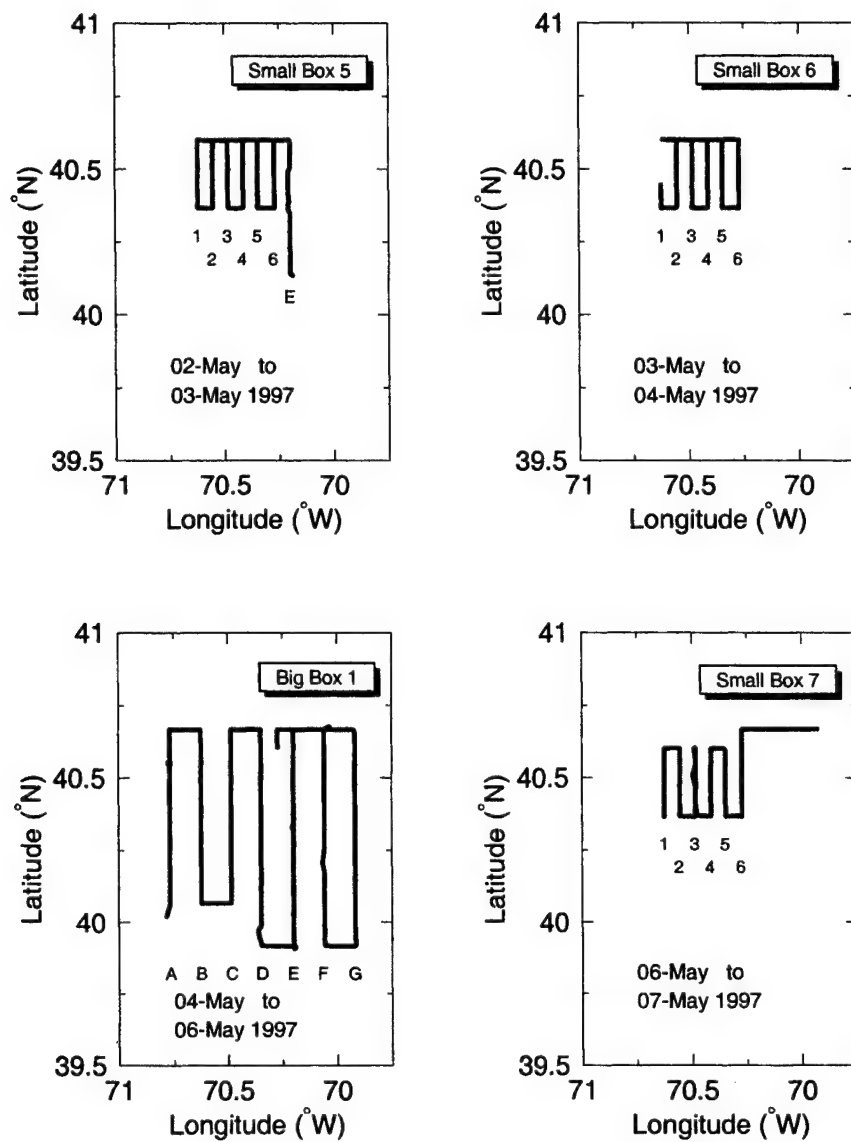 41
Small Box 5
40.5
Latitude (°N)
1 3 5
2 4 6
E
40
02-May to
03-May 1997
39.5
71 70.5 70
Longitude (°W)
41
Small Box 6
40.5
Latitude (°N)
1 3 5
2 4 6
40
03-May to
04-May 1997
39.5
71 70.5 70
Longitude (°W)
41
Big Box 1
40.5
Latitude (°N)
40
A B C D E F G
04-May to
06-May 1997
39.5
71 70.5 70
Longitude (°W)
41
Small Box 7
40.5
Latitude (°N)
1 3 5
2 4 6
40
06-May to
07-May 1997
39.5
71 70.5 70
Longitude (°W)